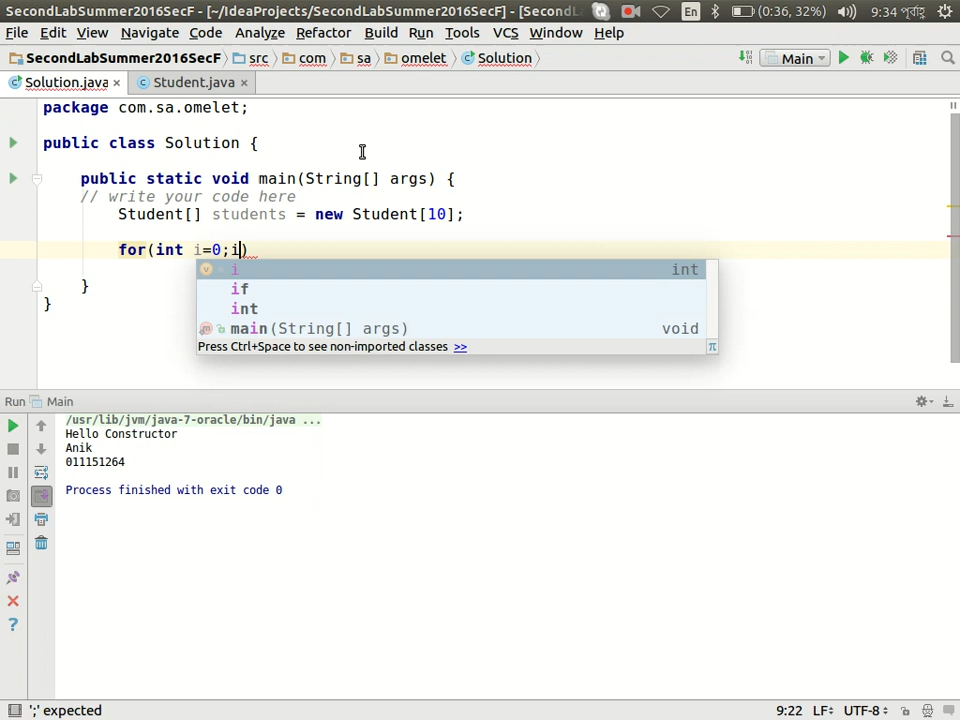 SecondLabSummer2016SecF - [~/IdeaProjects/SecondLabSummer2016SecF] - [SecondL
En
(0:36, 32%)
9:34 পূর্বাহ্ণ
File Edit View Navigate Code Analyze Refactor Build Run Tools VCS Window Help
SecondLabSummer2016SecF src com sa omelet Solution
Main
Solution.java × Student.java ×
package com.sa.omelet;
public class Solution {
public static void main(String[] args) {
// write your code here
Student[] students = new Student[10];
for(int i=0;i)
i int
if
int
main(String[] args) void
Press Ctrl+Space to see non-imported classes >>
π
}
}
Run Main
/usr/lib/jvm/java-7-oracle/bin/java ...
Hello Constructor
Anik
011151264
Process finished with exit code 0
';' expected
9:22 LF÷ UTF-8÷